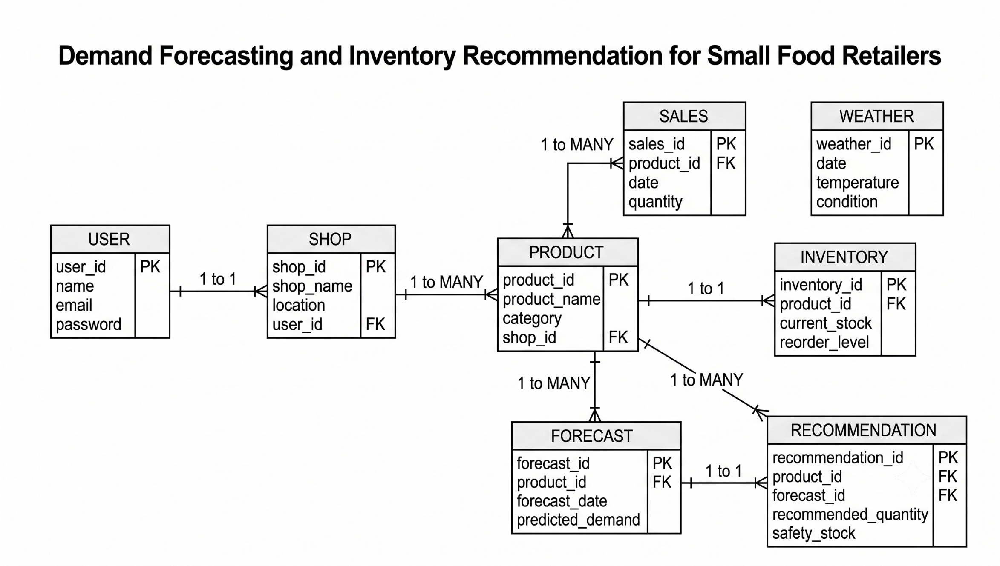 Demand Forecasting and Inventory Recommendation for Small Food Retailers
USER
user_id PK
name
email
password
1 to 1
SHOP
shop_id PK
shop_name
location
user_id FK
1 to MANY
PRODUCT
product_id PK
product_name
category
shop_id FK
1 to MANY
SALES
sales_id PK
product_id FK
date
quantity
WEATHER
weather_id PK
date
temperature
condition
1 to 1
INVENTORY
inventory_id PK
product_id FK
current_stock
reorder_level
1 to MANY
1 to MANY
FORECAST
forecast_id PK
product_id FK
forecast_date
predicted_demand
1 to 1
RECOMMENDATION
recommendation_id PK
product_id FK
forecast_id FK
recommended_quantity
safety_stock